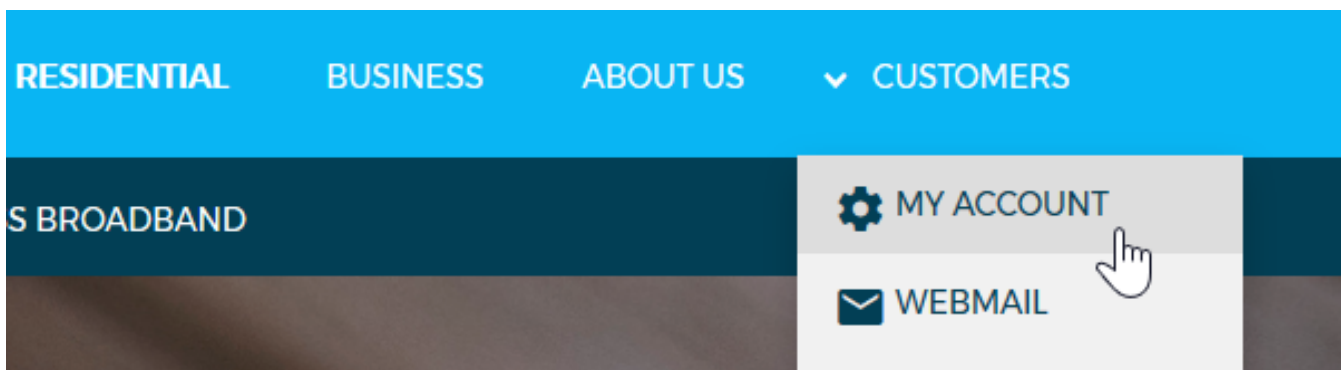 RESIDENTIAL BUSINESS ABOUT US CUSTOMERS
S BROADBAND
MY ACCOUNT
WEBMAIL